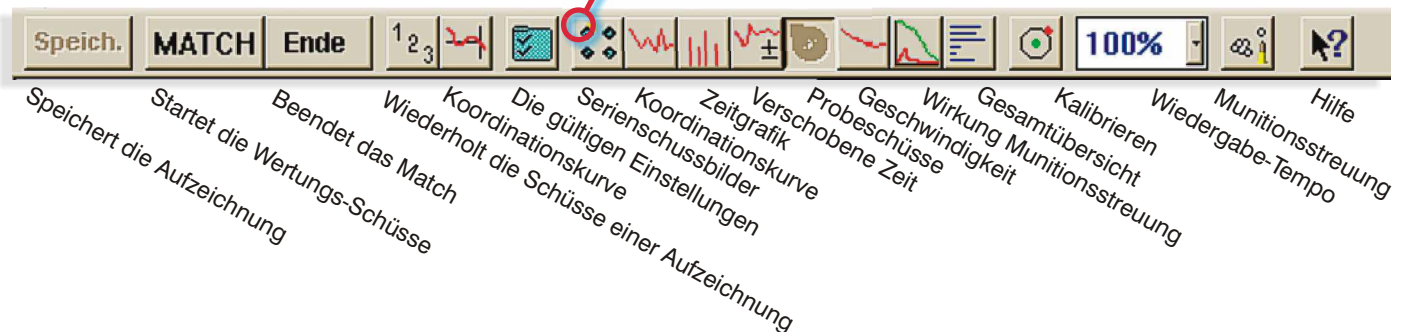 Speich. MATCH Ende 1 2 3 ± 100% ?
Speichert die Aufzeichnung
Startet die Wertungs-Schüsse
Beendet das Match
Wiederholt die Schüsse einer Aufzeichnung
Koordinationskurve
Die gültigen Einstellungen
Serienschussbilder
Koordinationskurve
Zeitgrafik
Verschobene Zeit
Probeschüsse
Geschwindigkeit
Wirkung Munitionsstreuung
Gesamtübersicht
Kalibrieren
Wiedergabe-Tempo
Munitionsstreuung
Hilfe